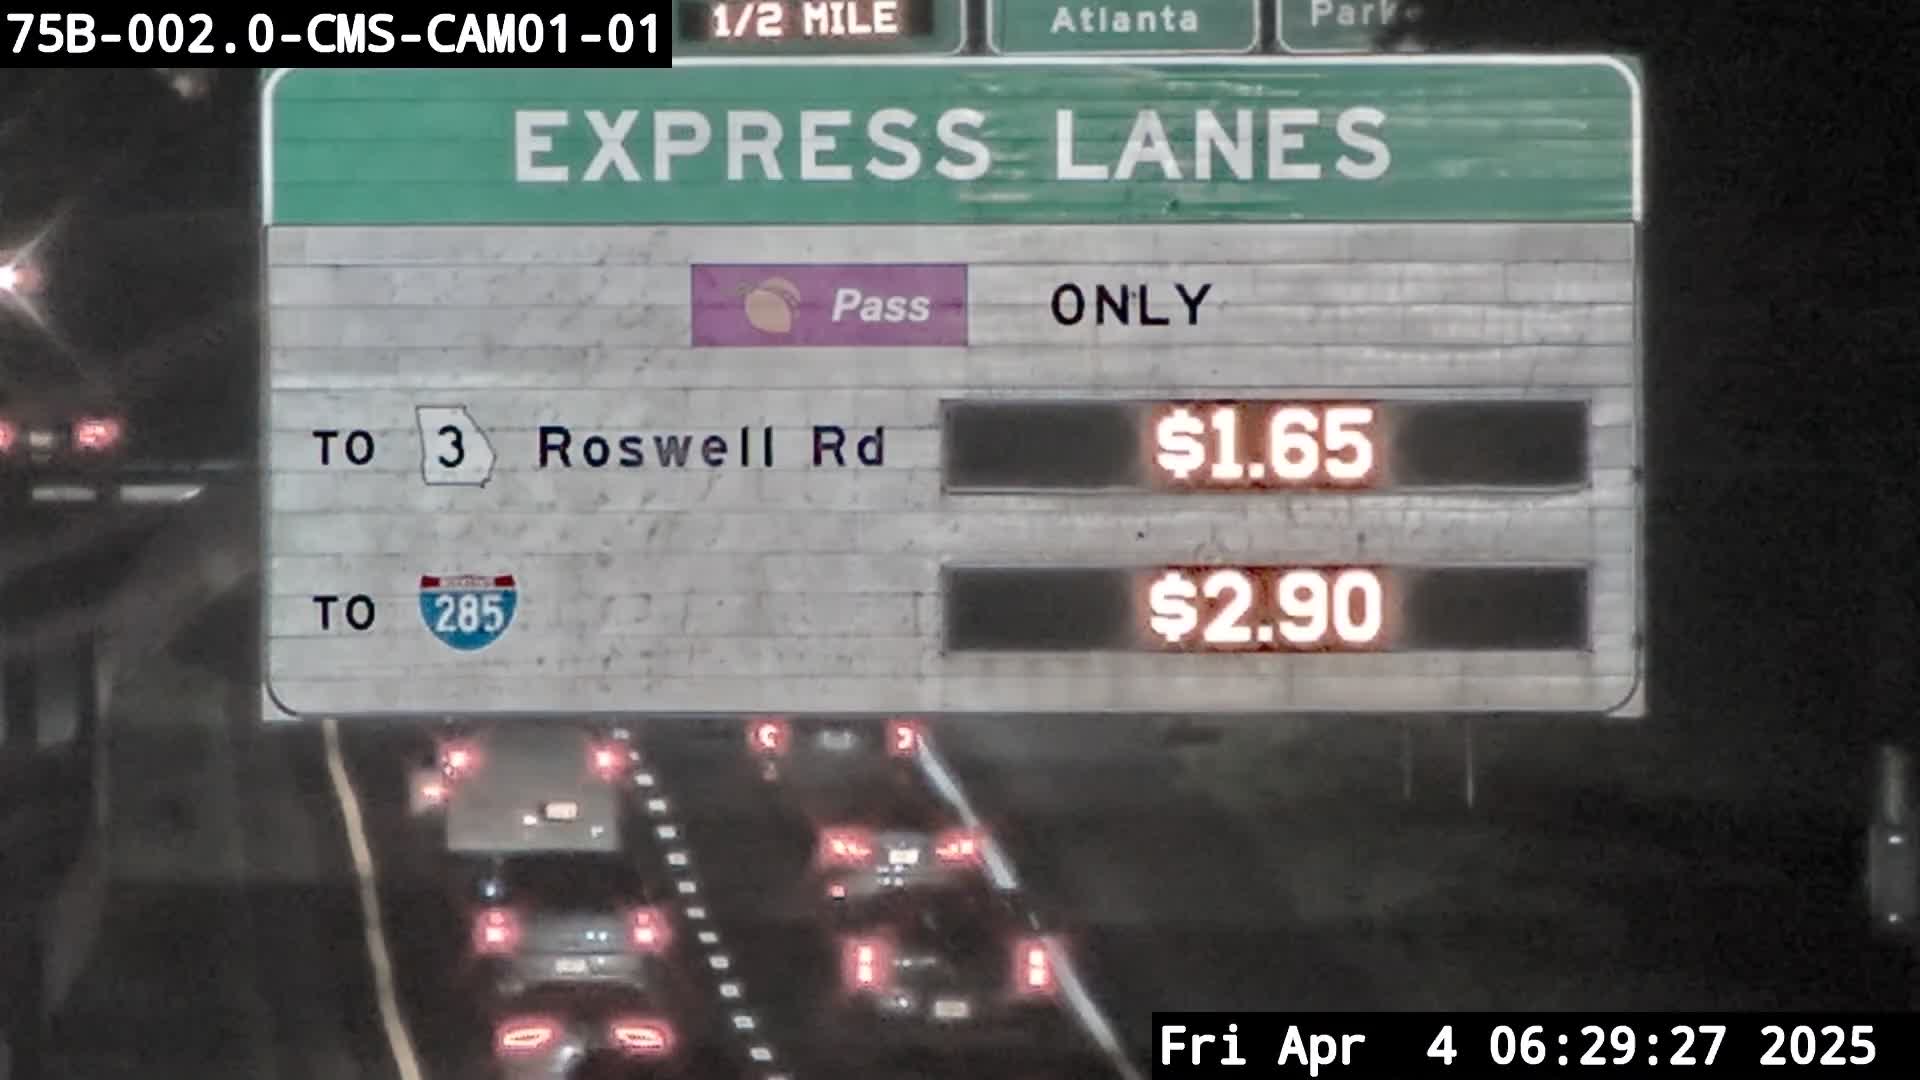 75B-002.0-CMS-CAM01-01
1/2 MILE
Atlanta
Park
EXPRESS LANES
Pass ONLY
TO 3 Roswell Rd $1.65
TO 285 $2.90
Fri Apr 4 06:29:27 2025